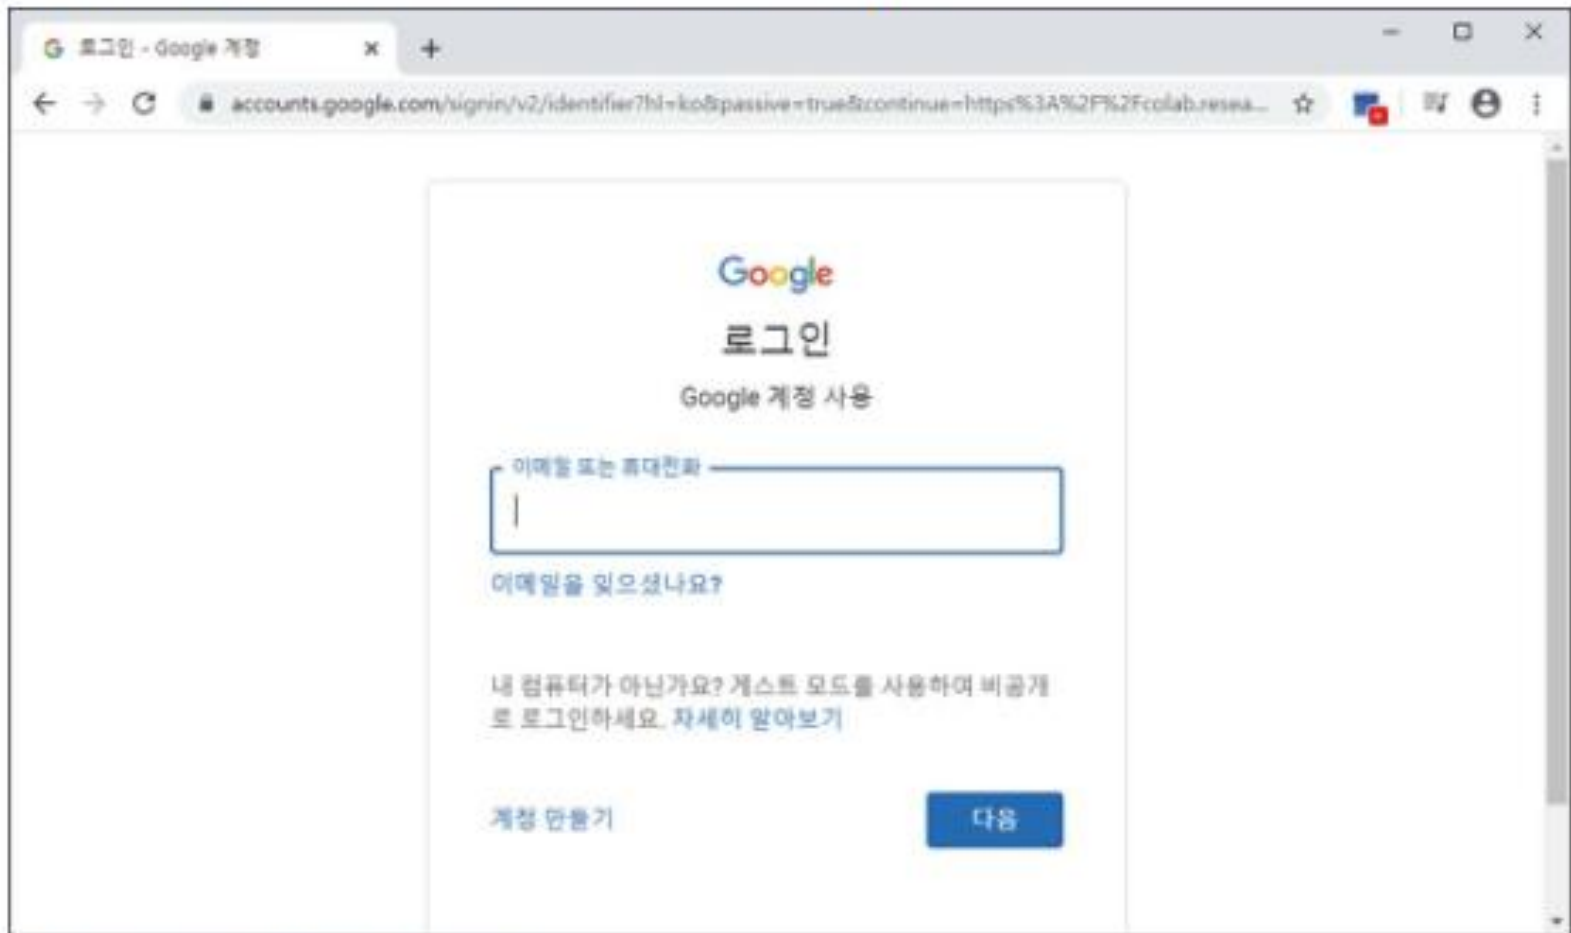 로그인 - Google 계정
accounts.google.com/signin/v2/identifier?hl=ko&passive=true&continue=https%3A%2F%2Fcolab.resea...
Google
로그인
Google 계정 사용
이메일 또는 휴대전화
이메일을 잊으셨나요?
내 컴퓨터가 아닌가요? 게스트 모드를 사용하여 비공개
로 로그인하세요. 자세히 알아보기
계정 만들기
다음